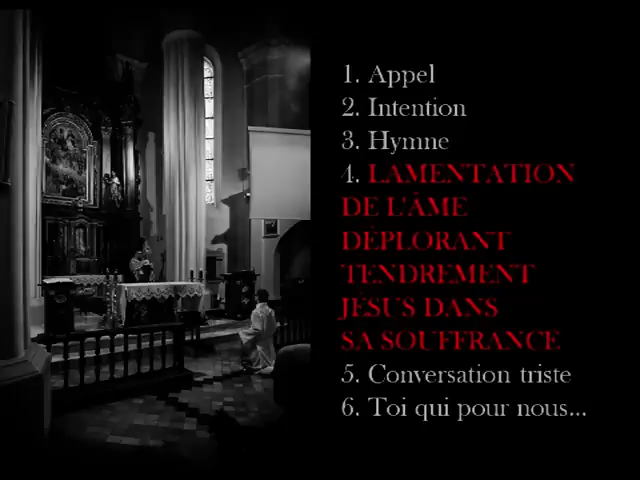 1. Appel
2. Intention
3. Hymne
4. LAMENTATION
DE L'ÂME
DÉPLORANT
TENDREMENT
JÉSUS DANS
SA SOUFFRANCE
5. Conversation triste
6. Toi qui pour nous...